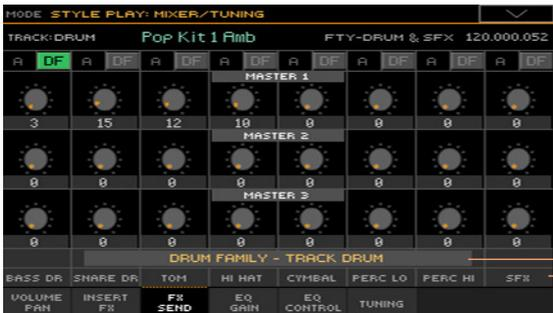 MODE STYLE PLAY: MIXER/TUNING
TRACK:DRUM Pop Kit 1 Amb FTY-DRUM & SFX 120.000.052
A DF A DF A DF A DF A DF A DF A DF A DF
MASTER 1
3 15 12 10 0 0 0 0
MASTER 2
0 0 0 0 0 0 0 0
MASTER 3
0 0 0 0 0 0 0 0
DRUM FAMILY - TRACK DRUM
BASS DR SNARE DR TOM HI HAT CYMBAL PERC LO PERC HI SFX
VOLUME PAN INSERT FX FX SEND EQ GAIN EQ CONTROL TUNING